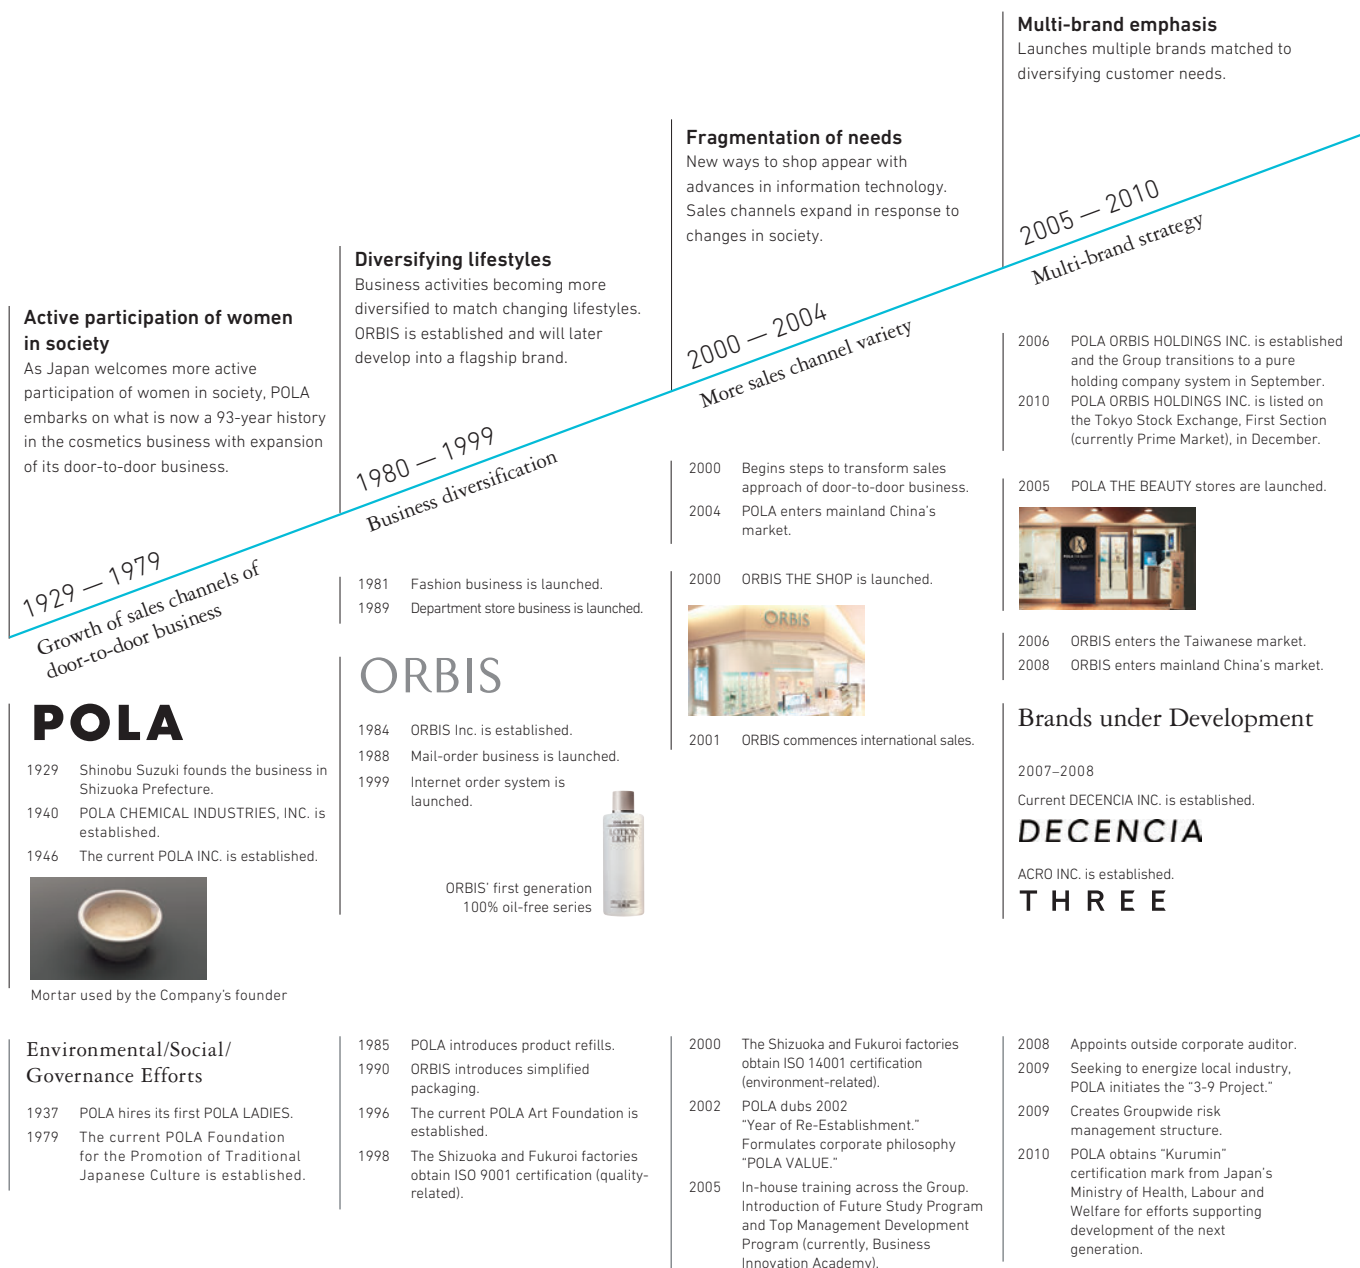 Active participation of women
in society
As Japan welcomes more active
participation of women in society, POLA
embarks on what is now a 93-year history
in the cosmetics business with expansion
of its door-to-door business.
1929 — 1979
Growth of sales channels of
door-to-door business
POLA
1929 Shinobu Suzuki founds the business in
Shizuoka Prefecture.
1940 POLA CHEMICAL INDUSTRIES, INC. is
established.
1946 The current POLA INC. is established.
Mortar used by the Company's founder
Environmental/Social/
Governance Efforts
1937 POLA hires its first POLA LADIES.
1979 The current POLA Foundation
for the Promotion of Traditional
Japanese Culture is established.
Diversifying lifestyles
Business activities becoming more
diversified to match changing lifestyles.
ORBIS is established and will later
develop into a flagship brand.
1980 — 1999
Business diversification
1981 Fashion business is launched.
1989 Department store business is launched.
ORBIS
1984 ORBIS Inc. is established.
1988 Mail-order business is launched.
1999 Internet order system is
launched.
LOTION
LIGHT
ORBIS' first generation
100% oil-free series
1985 POLA introduces product refills.
1990 ORBIS introduces simplified
packaging.
1996 The current POLA Art Foundation is
established.
1998 The Shizuoka and Fukuroi factories
obtain ISO 9001 certification (quality-
related).
Fragmentation of needs
New ways to shop appear with
advances in information technology.
Sales channels expand in response to
changes in society.
2000 — 2004
More sales channel variety
2000 Begins steps to transform sales
approach of door-to-door business.
2004 POLA enters mainland China's
market.
2000 ORBIS THE SHOP is launched.
ORBIS
2001 ORBIS commences international sales.
2000 The Shizuoka and Fukuroi factories
obtain ISO 14001 certification
(environment-related).
2002 POLA dubs 2002
"Year of Re-Establishment."
Formulates corporate philosophy
"POLA VALUE."
2005 In-house training across the Group.
Introduction of Future Study Program
and Top Management Development
Program (currently, Business
Innovation Academy).
Multi-brand emphasis
Launches multiple brands matched to
diversifying customer needs.
2005 — 2010
Multi-brand strategy
2006 POLA ORBIS HOLDINGS INC. is established
and the Group transitions to a pure
holding company system in September.
2010 POLA ORBIS HOLDINGS INC. is listed on
the Tokyo Stock Exchange, First Section
(currently Prime Market), in December.
2005 POLA THE BEAUTY stores are launched.
2006 ORBIS enters the Taiwanese market.
2008 ORBIS enters mainland China's market.
Brands under Development
2007–2008
Current DECENCIA INC. is established.
DECENCIA
ACRO INC. is established.
THREE
2008 Appoints outside corporate auditor.
2009 Seeking to energize local industry,
POLA initiates the "3-9 Project."
2009 Creates Groupwide risk
management structure.
2010 POLA obtains "Kurumin"
certification mark from Japan's
Ministry of Health, Labour and
Welfare for efforts supporting
development of the next
generation.